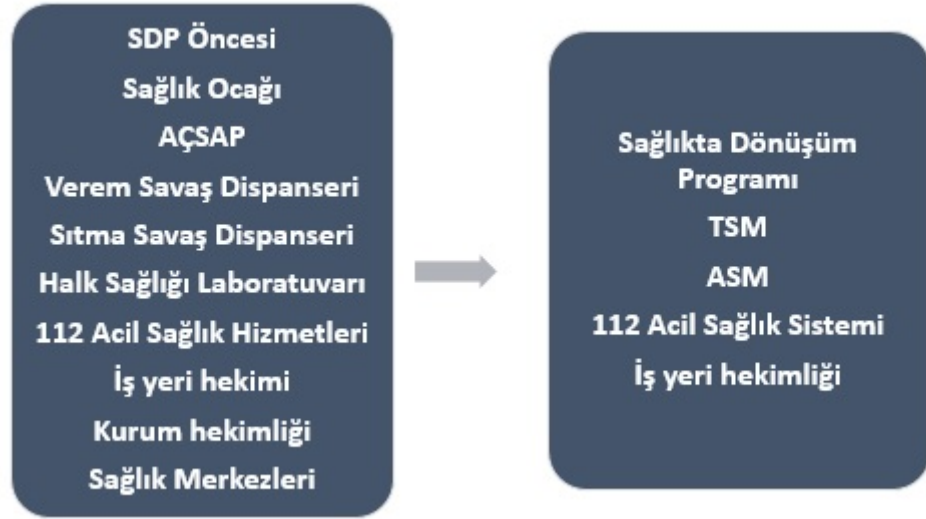 SDP Öncesi
Sağlık Ocağı
AÇSAP
Verem Savaş Dispanseri
Sıtma Savaş Dispanseri
Halk Sağlığı Laboratuvarı
112 Acil Sağlık Hizmetleri
İş yeri hekimi
Kurum hekimliği
Sağlık Merkezleri
Sağlıkta Dönüşüm
Programı
TSM
ASM
112 Acil Sağlık Sistemi
İş yeri hekimliği